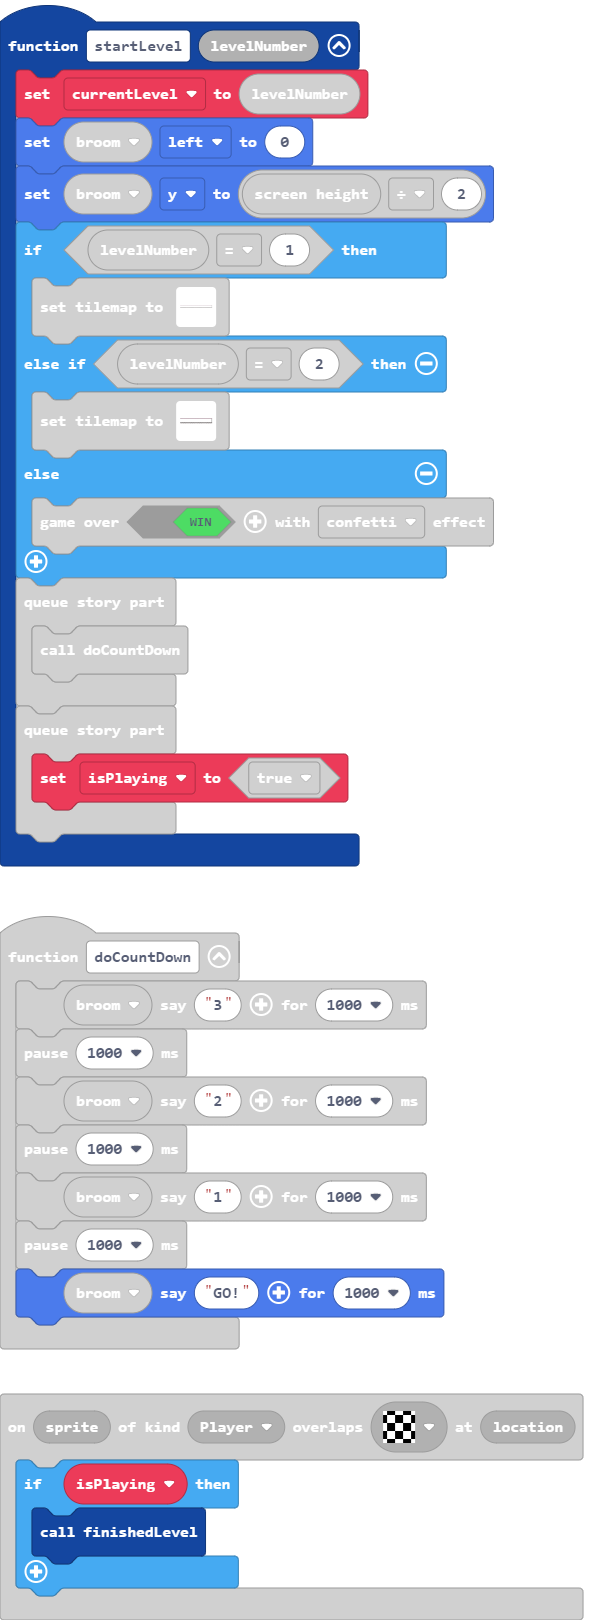 function startLevel levelNumber
set currentLevel to levelNumber
set broom left to 0
set broom y to screen height ÷ 2
if levelNumber = 1 then
set tilemap to
else if levelNumber = 2 then
set tilemap to
else
game over WIN with confetti effect
queue story part
call doCountDown
queue story part
set isPlaying to true
function doCountDown
broom say "3" for 1000 ms
pause 1000 ms
broom say "2" for 1000 ms
pause 1000 ms
broom say "1" for 1000 ms
pause 1000 ms
broom say "GO!" for 1000 ms
on sprite of kind Player overlaps at location
if isPlaying then
call finishedLevel